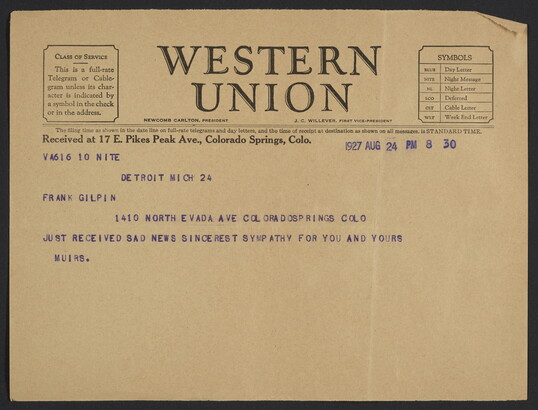 CLASS OF SERVICE
This is a full-rate
Telegram or Cable-
gram unless its char-
acter is indicated by
a symbol in the check
or in the address.
WESTERN
UNION
NEWCOMB CARLTON, PRESIDENT
J. C. WILLEVER, FIRST VICE-PRESIDENT
SYMBOLS
BLUE Day Letter
NITE Night Message
NL Night Letter
LCO Deferred
CLT Cable Letter
WLT Week End Letter
The filing time as shown in the date line on full-rate telegrams and day letters, and the time of receipt at destination as shown on all messages, is STANDARD TIME.
Received at 17 E. Pikes Peak Ave., Colorado Springs, Colo.
1927 AUG 24 PM 8 30
VA616 10 NITE
DETROIT MICH 24
FRANK GILPIN
1410 NORTH EVADA AVE COLORADOSPRINGS COLO
JUST RECEIVED SAD NEWS SINCEREST SYMPATHY FOR YOU AND YOURS
MUIRS.